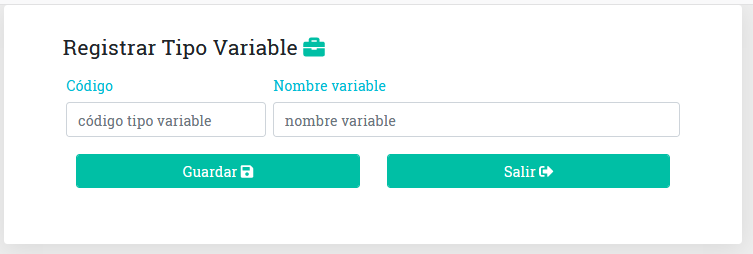 Registrar Tipo Variable
Código Nombre variable
código tipo variable nombre variable
Guardar Salir